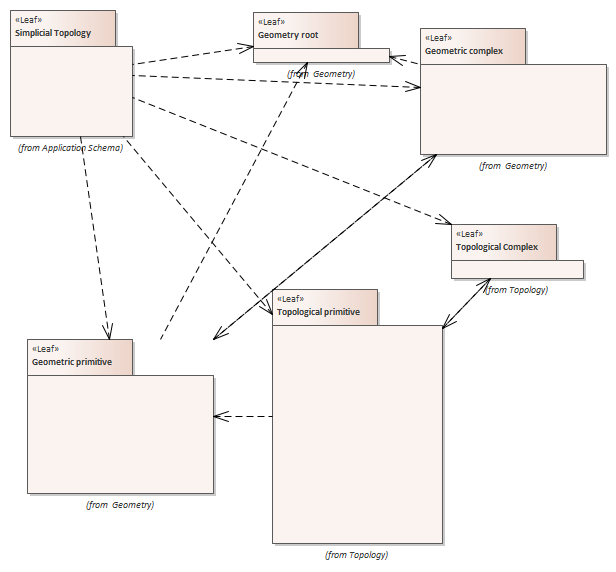 «Leaf»
Simplicial Topology
(from Application Schema)
«Leaf»
Geometry root
(from Geometry)
«Leaf»
Geometric complex
(from Geometry)
«Leaf»
Topological Complex
(from Topology)
«Leaf»
Topological primitive
(from Topology)
«Leaf»
Geometric primitive
(from Geometry)